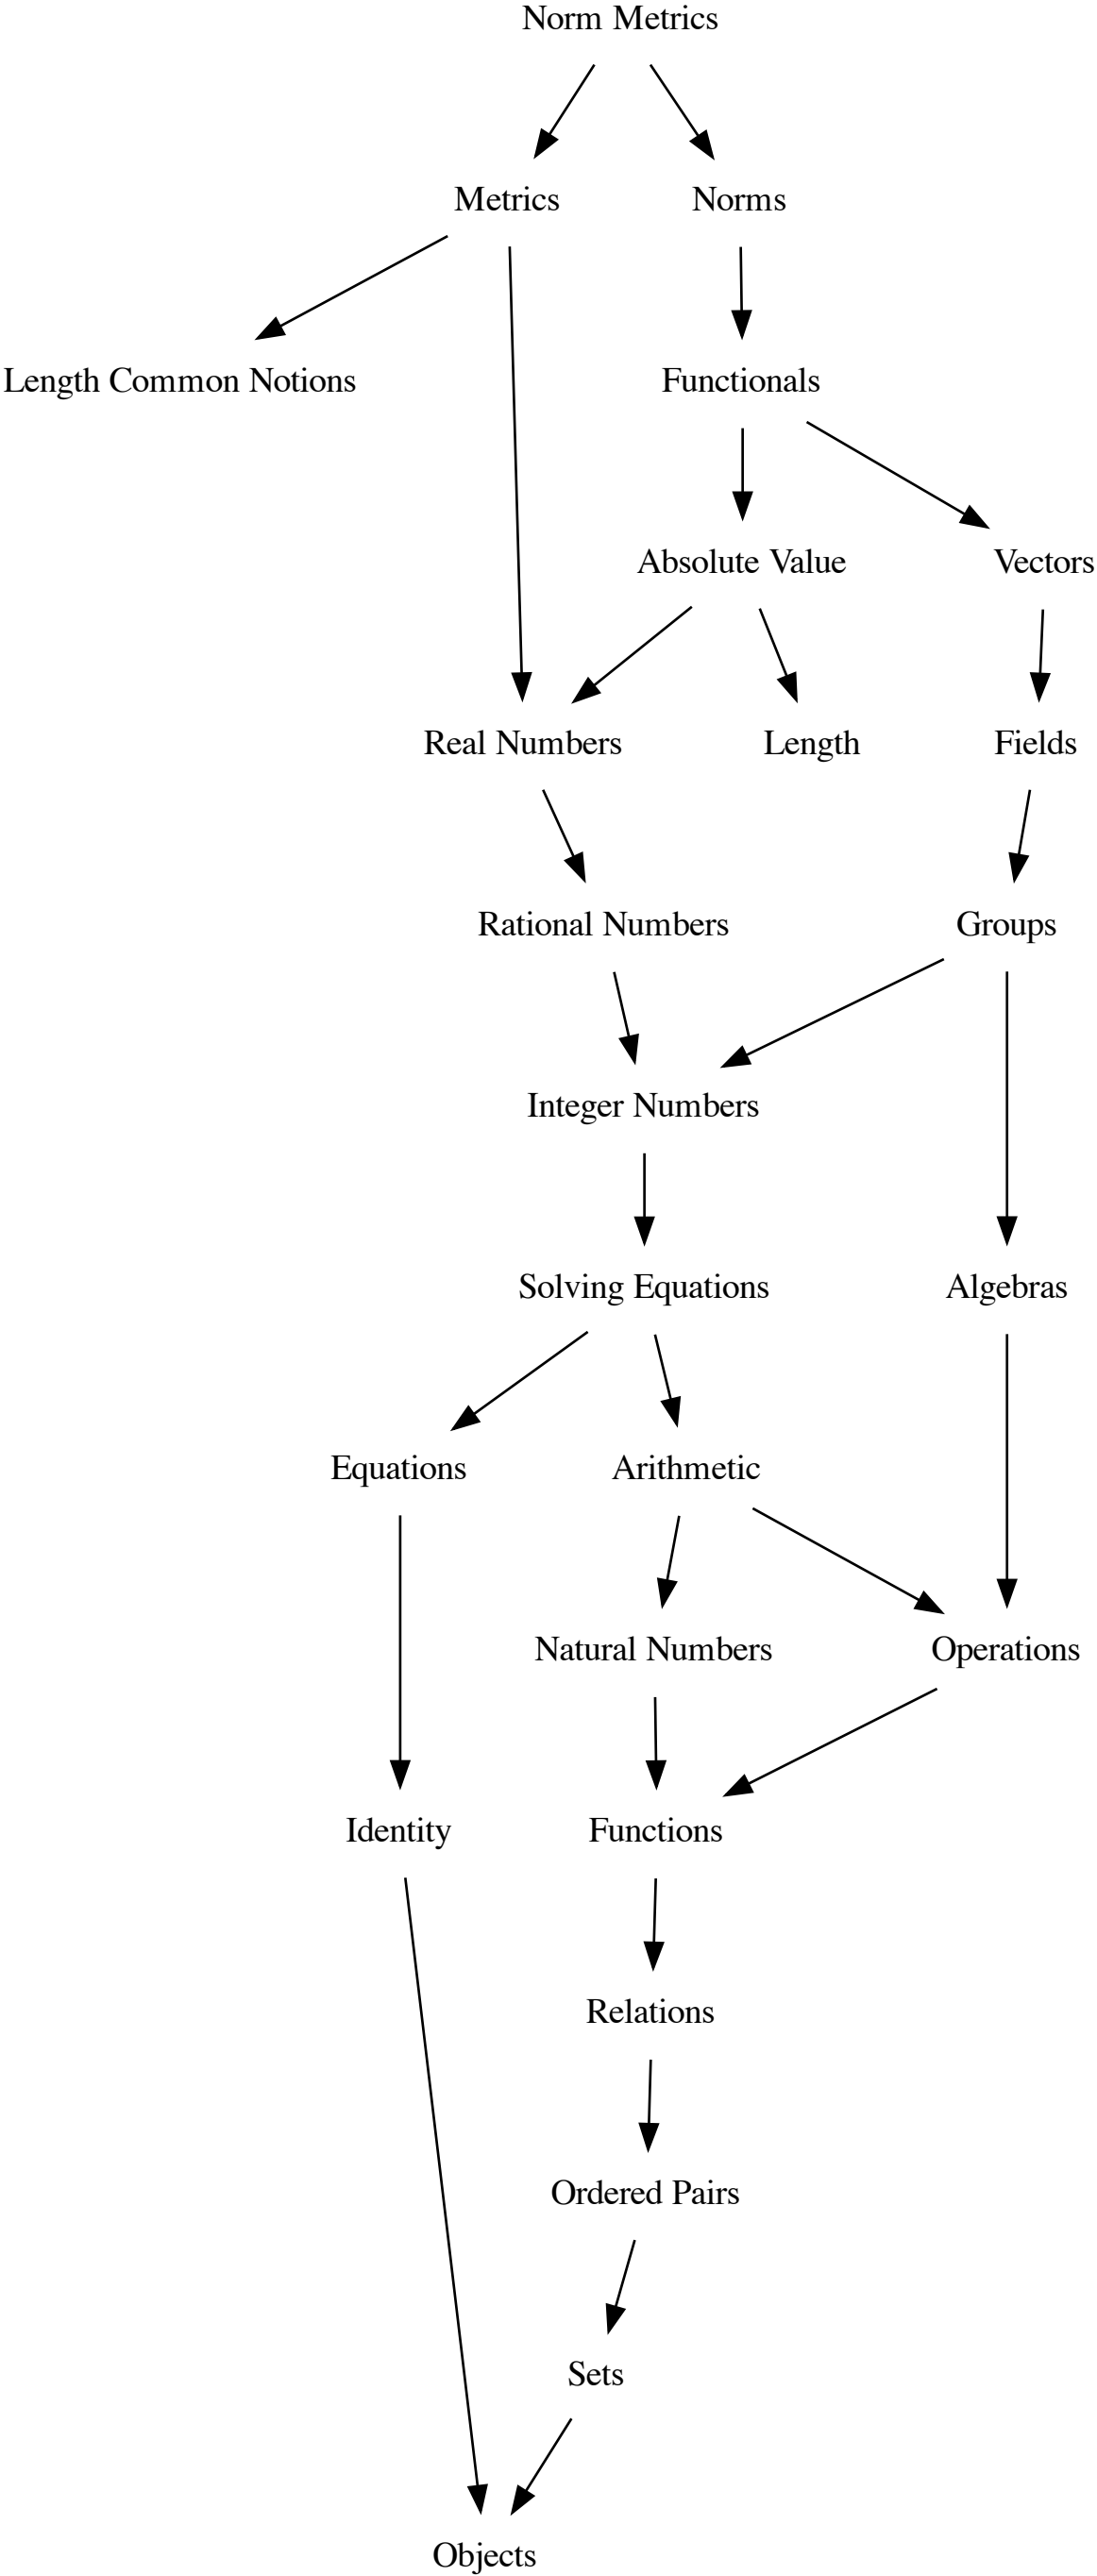 Norm Metrics
Metrics
Norms
Length Common Notions
Functionals
Absolute Value
Vectors
Real Numbers
Length
Fields
Rational Numbers
Groups
Integer Numbers
Solving Equations
Algebras
Equations
Arithmetic
Natural Numbers
Operations
Identity
Functions
Relations
Ordered Pairs
Sets
Objects